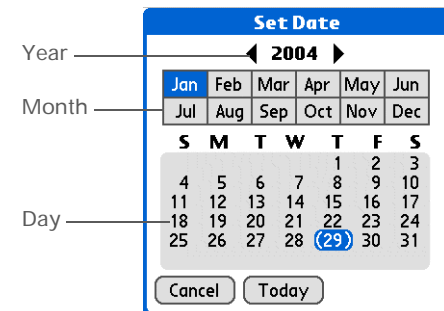 Set Date
Year
2004
Jan Feb Mar Apr May Jun
Month
Jul Aug Sep Oct Nov Dec
S M T W T F S
1 2 3
4 5 6 7 8 9 10
11 12 13 14 15 16 17
Day
18 19 20 21 22 23 24
25 26 27 28 (29) 30 31
Cancel Today